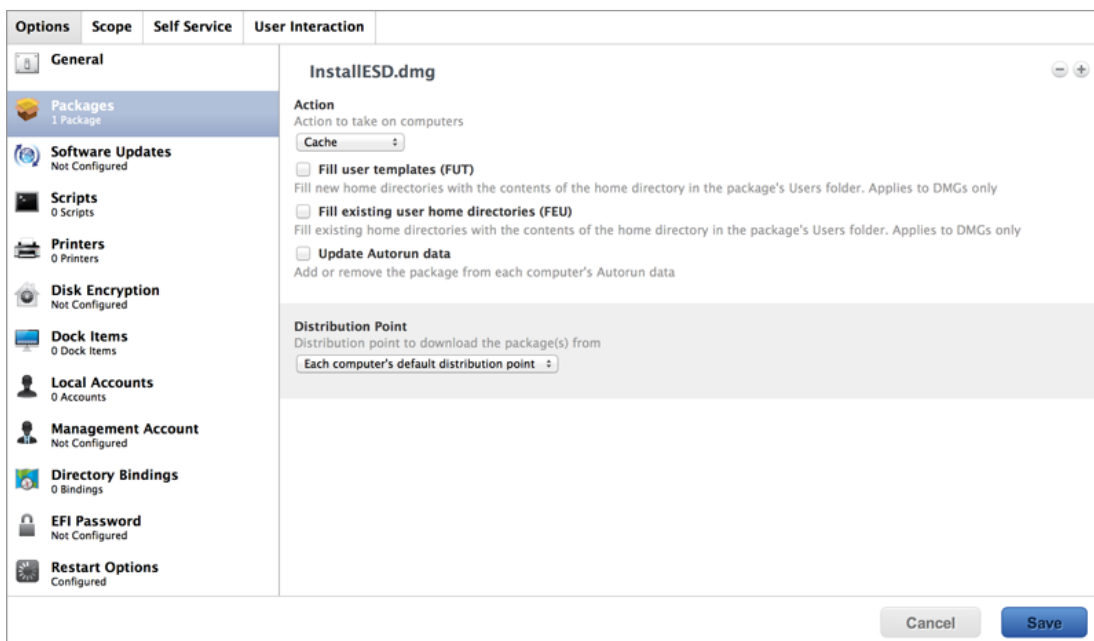 Options Scope Self Service User Interaction
General
Packages
1 Package
Software Updates
Not Configured
Scripts
0 Scripts
Printers
0 Printers
Disk Encryption
Not Configured
Dock Items
0 Dock Items
Local Accounts
0 Accounts
Management Account
Not Configured
Directory Bindings
0 Bindings
EFI Password
Not Configured
Restart Options
Configured
InstallESD.dmg
Action
Action to take on computers
Cache
Fill user templates (FUT)
Fill new home directories with the contents of the home directory in the package's Users folder. Applies to DMGs only
Fill existing user home directories (FEU)
Fill existing home directories with the contents of the home directory in the package's Users folder. Applies to DMGs only
Update Autorun data
Add or remove the package from each computer's Autorun data
Distribution Point
Distribution point to download the package(s) from
Each computer's default distribution point
Cancel Save